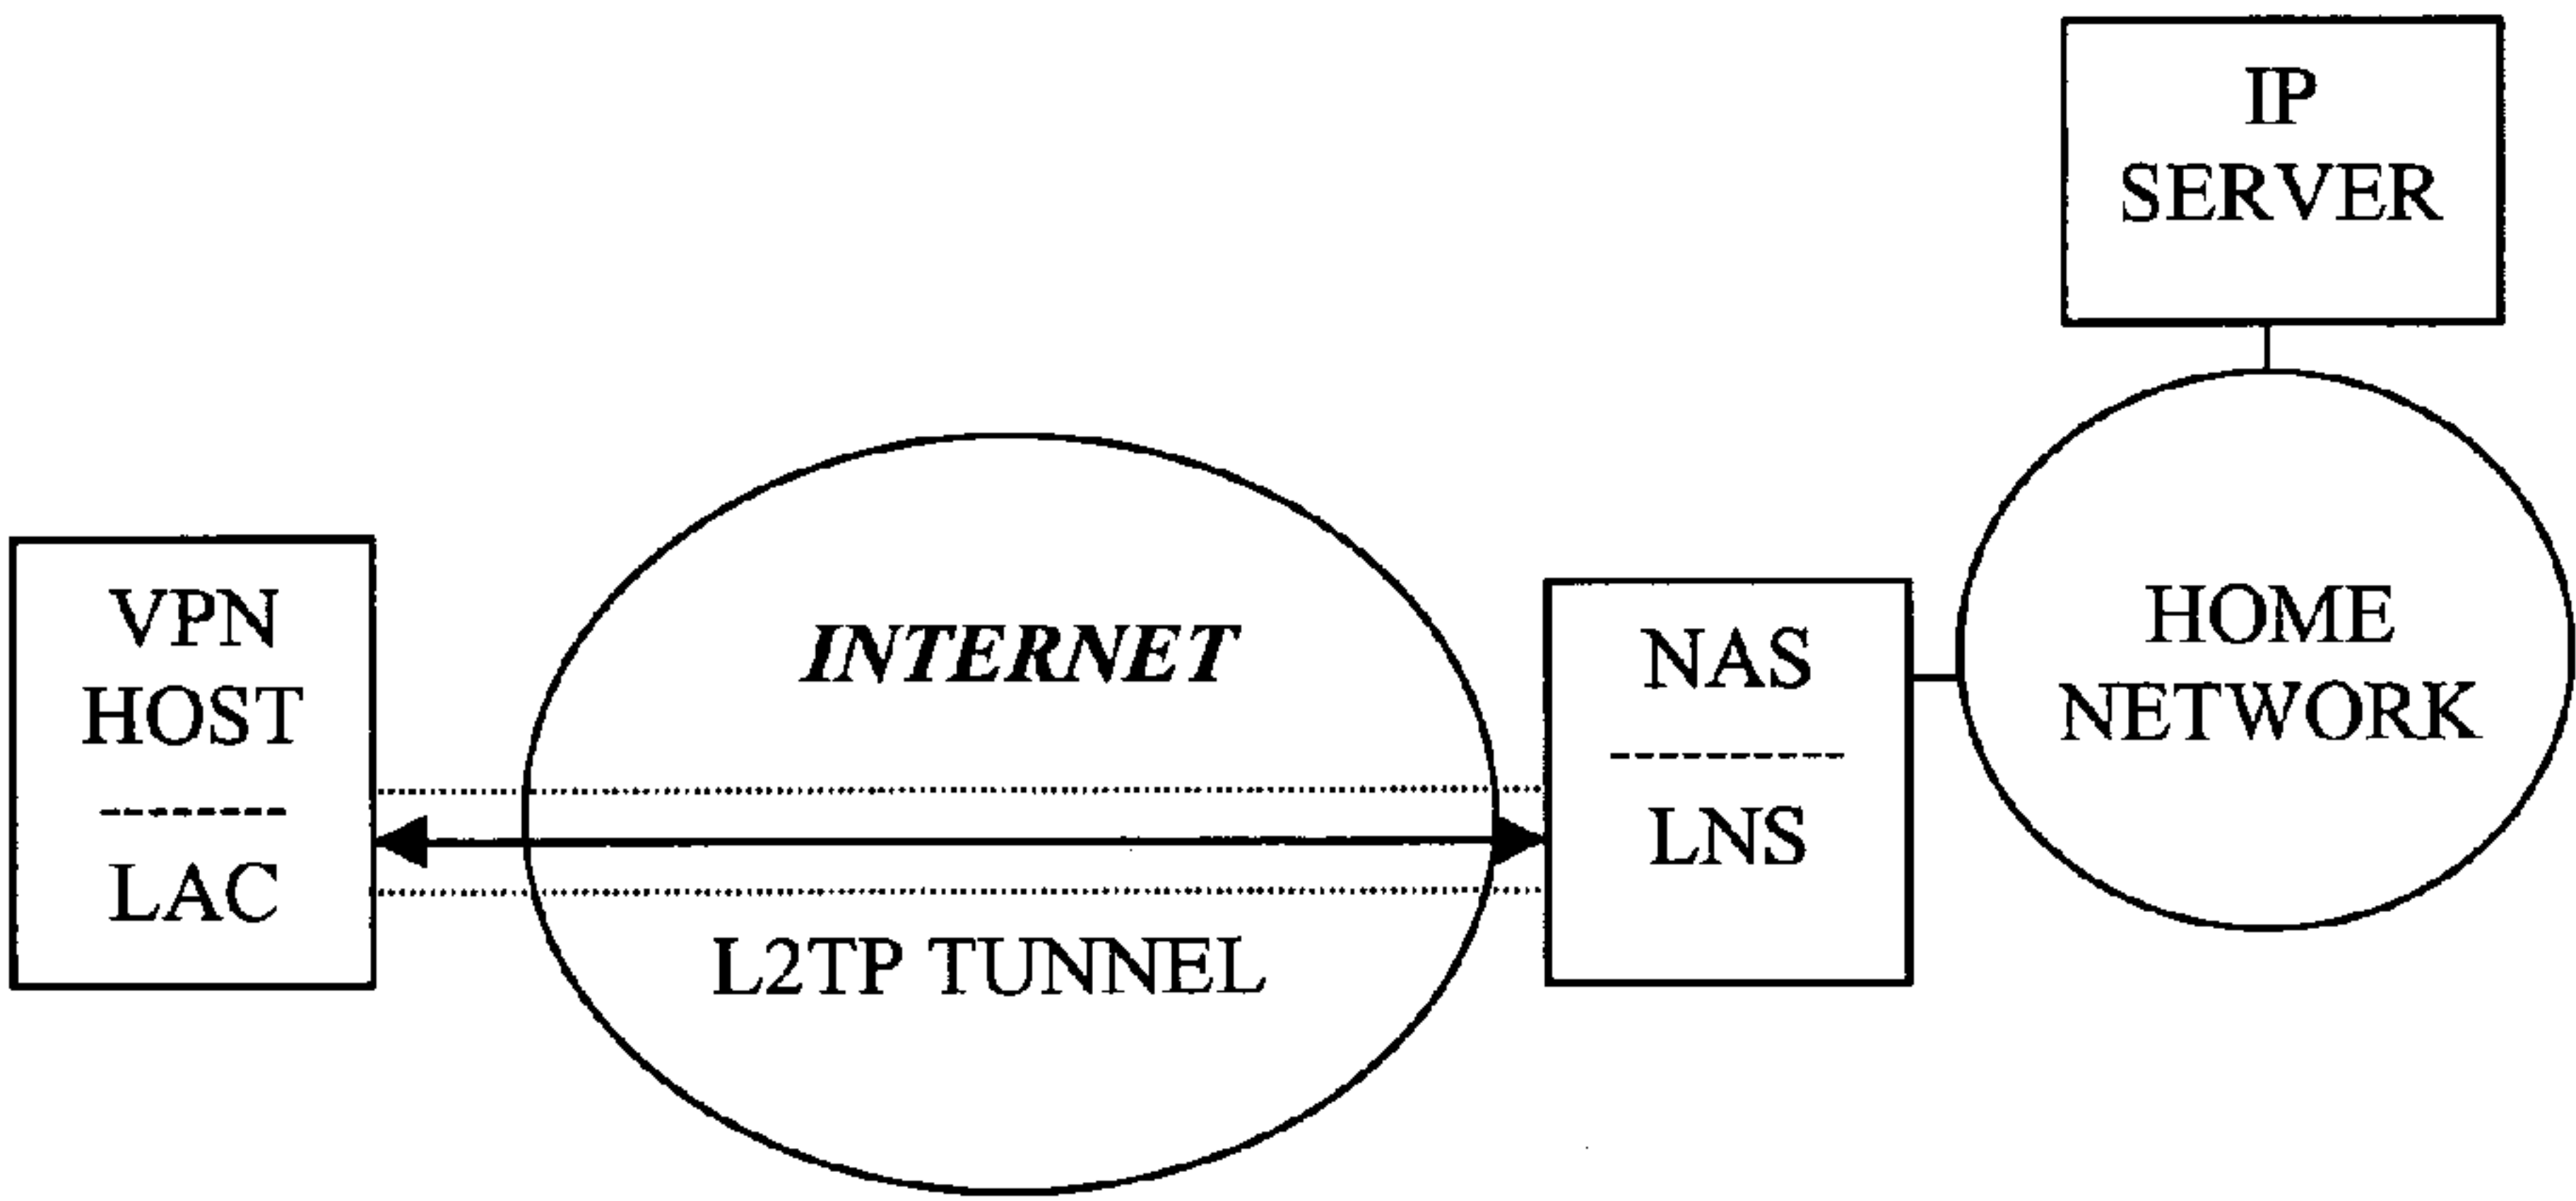 VPN
HOST
LAC
INTERNET
L2TP TUNNEL
NAS
LNS
IP
SERVER
HOME
NETWORK